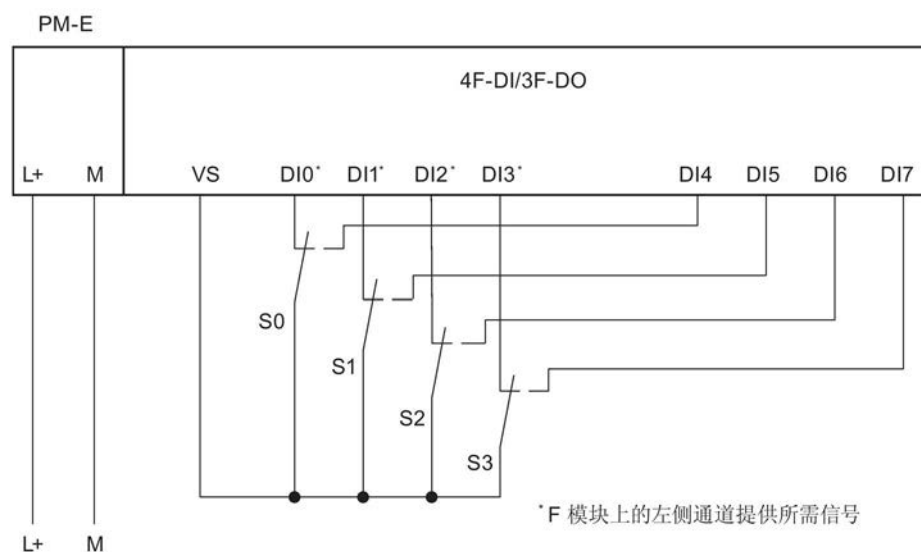 PM-E
4F-DI/3F-DO
L+ M VS DI0* DI1* DI2* DI3* DI4 DI5 DI6 DI7
S0
S1
S2
S3
*F 模块上的左侧通道提供所需信号
L+ M